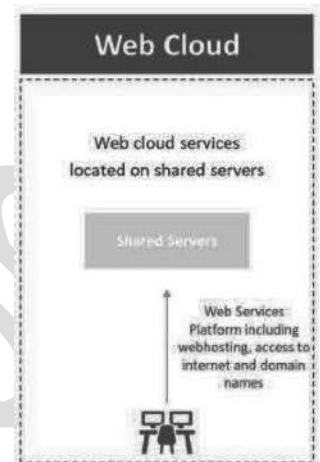 Web Cloud
Web cloud services
located on shared servers
Shared Servers
Web Services
Platform including
webhosting, access to
internet and domain
names